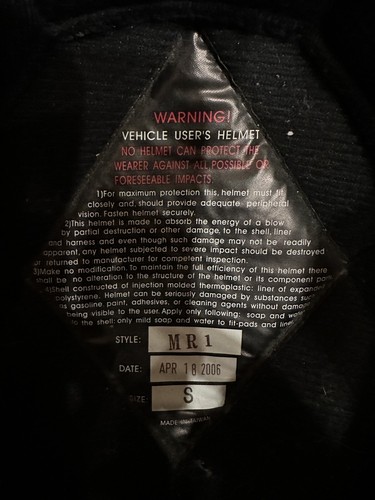 WARNING!
VEHICLE USER'S HELMET
NO HELMET CAN PROTECT THE
WEARER AGAINST ALL POSSIBLE OR
FORESEEABLE IMPACTS
1)For maximum protection this, helmet must fit
closely and, should provide adequate peripheral
vision. Fasten helmet securely.
2)This helmet is made to absorb the energy of a blow
by partial destruction or other damage, to the shell, liner
and harness and even though such damage may not be readily
apparent, any helmet subjected to severe impact should be destroyed
or returned to manufacturer for competent inspection.
3)Make no modification. To maintain the full efficiency of this helmet there
shall be no alteration to the structure of the helmet or its component
4)Shell constructed of injection molded thermoplastic: liner of
polystyrene. Helmet can be seriously damaged by substances
as gasoline, paint, adhesives, or cleaning agents without
being visible to the user. Apply only following: soap and
to the shell: only mild soap and water to fit-pads and
STYLE: MR1
DATE: APR 18 2006
SIZE: S
MADE IN TAIWAN